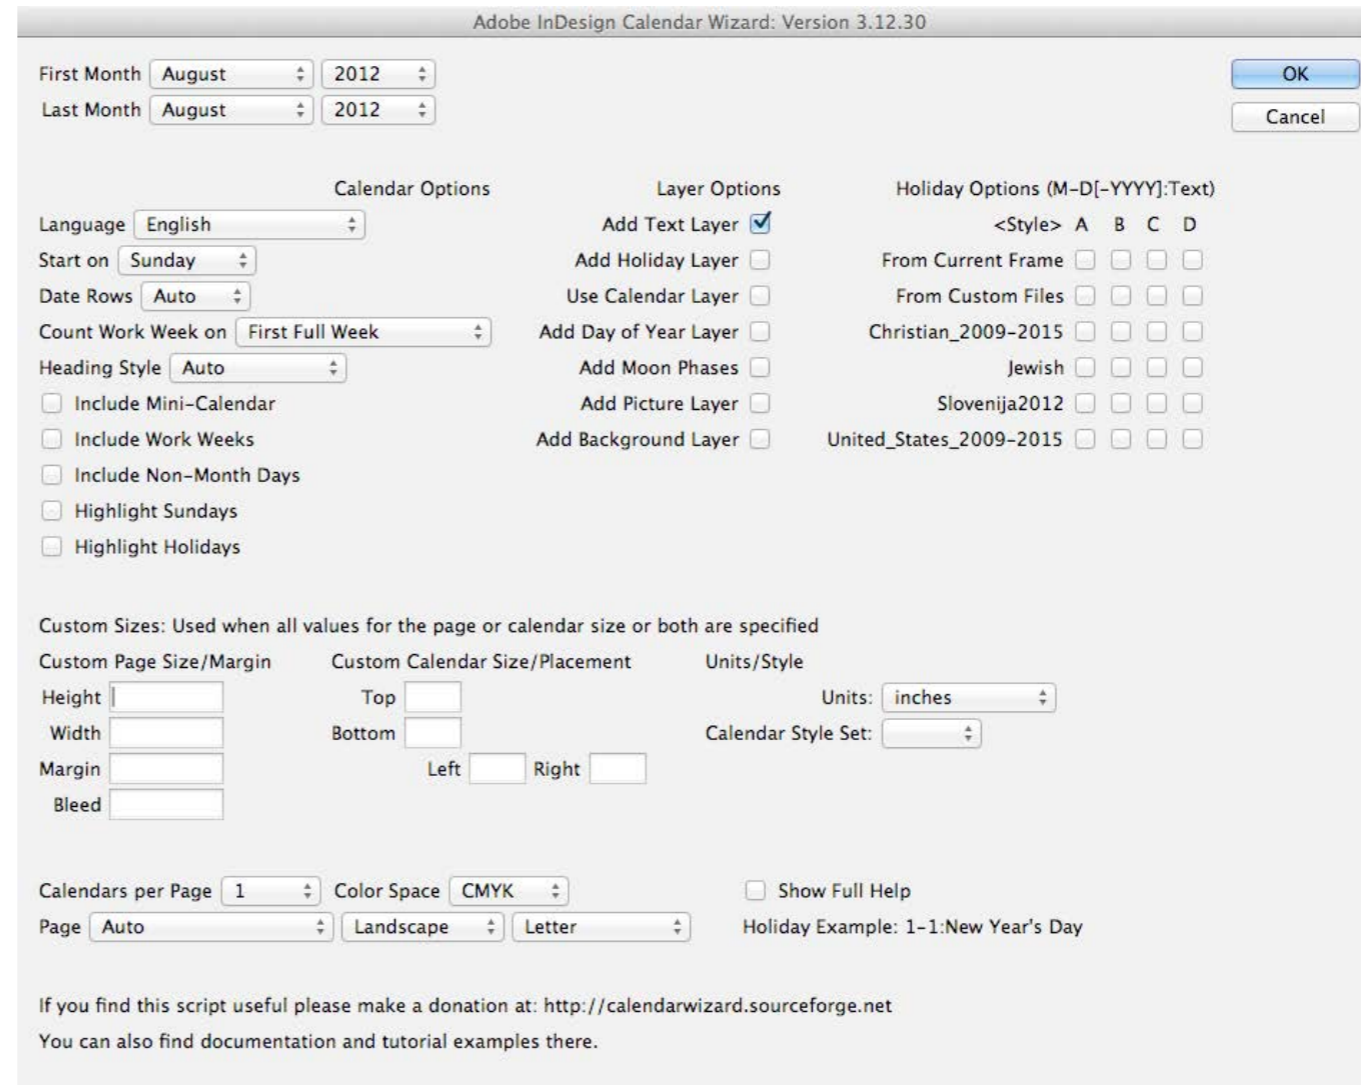 Adobe InDesign Calendar Wizard: Version 3.12.30
First Month August 2012 OK
Last Month August 2012 Cancel
Calendar Options Layer Options Holiday Options (M-D[-YYYY]:Text)
Language English Add Text Layer <Style> A B C D
Start on Sunday Add Holiday Layer From Current Frame
Date Rows Auto Use Calendar Layer From Custom Files
Count Work Week on First Full Week Add Day of Year Layer Christian_2009-2015
Heading Style Auto Add Moon Phases Jewish
Include Mini-Calendar Add Picture Layer Slovenija2012
Include Work Weeks Add Background Layer United_States_2009-2015
Include Non-Month Days
Highlight Sundays
Highlight Holidays
Custom Sizes: Used when all values for the page or calendar size or both are specified
Custom Page Size/Margin Custom Calendar Size/Placement Units/Style
Height Top Units: inches
Width Bottom Calendar Style Set:
Margin Left Right
Bleed
Calendars per Page 1 Color Space CMYK Show Full Help
Page Auto Landscape Letter Holiday Example: 1-1:New Year's Day
If you find this script useful please make a donation at: http://calendarwizard.sourceforge.net
You can also find documentation and tutorial examples there.